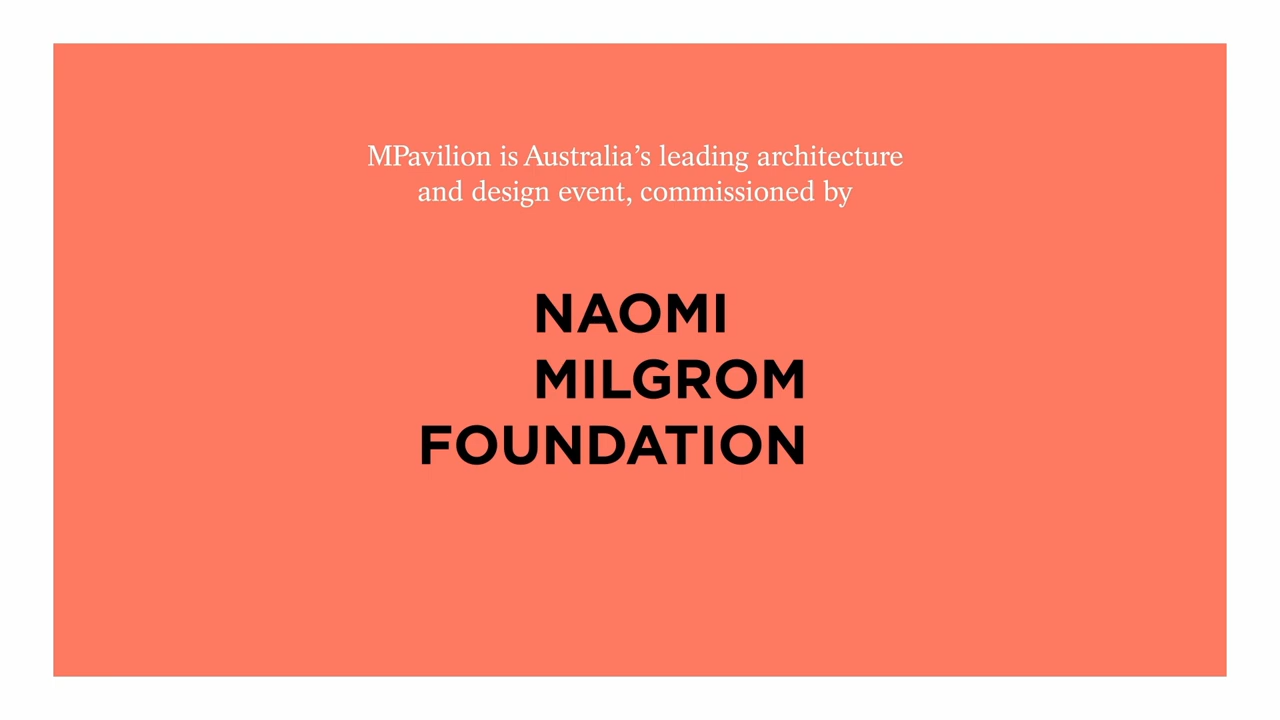 MPavilion is Australia’s leading architecture
and design event, commissioned by
NAOMI
MILGROM
FOUNDATION